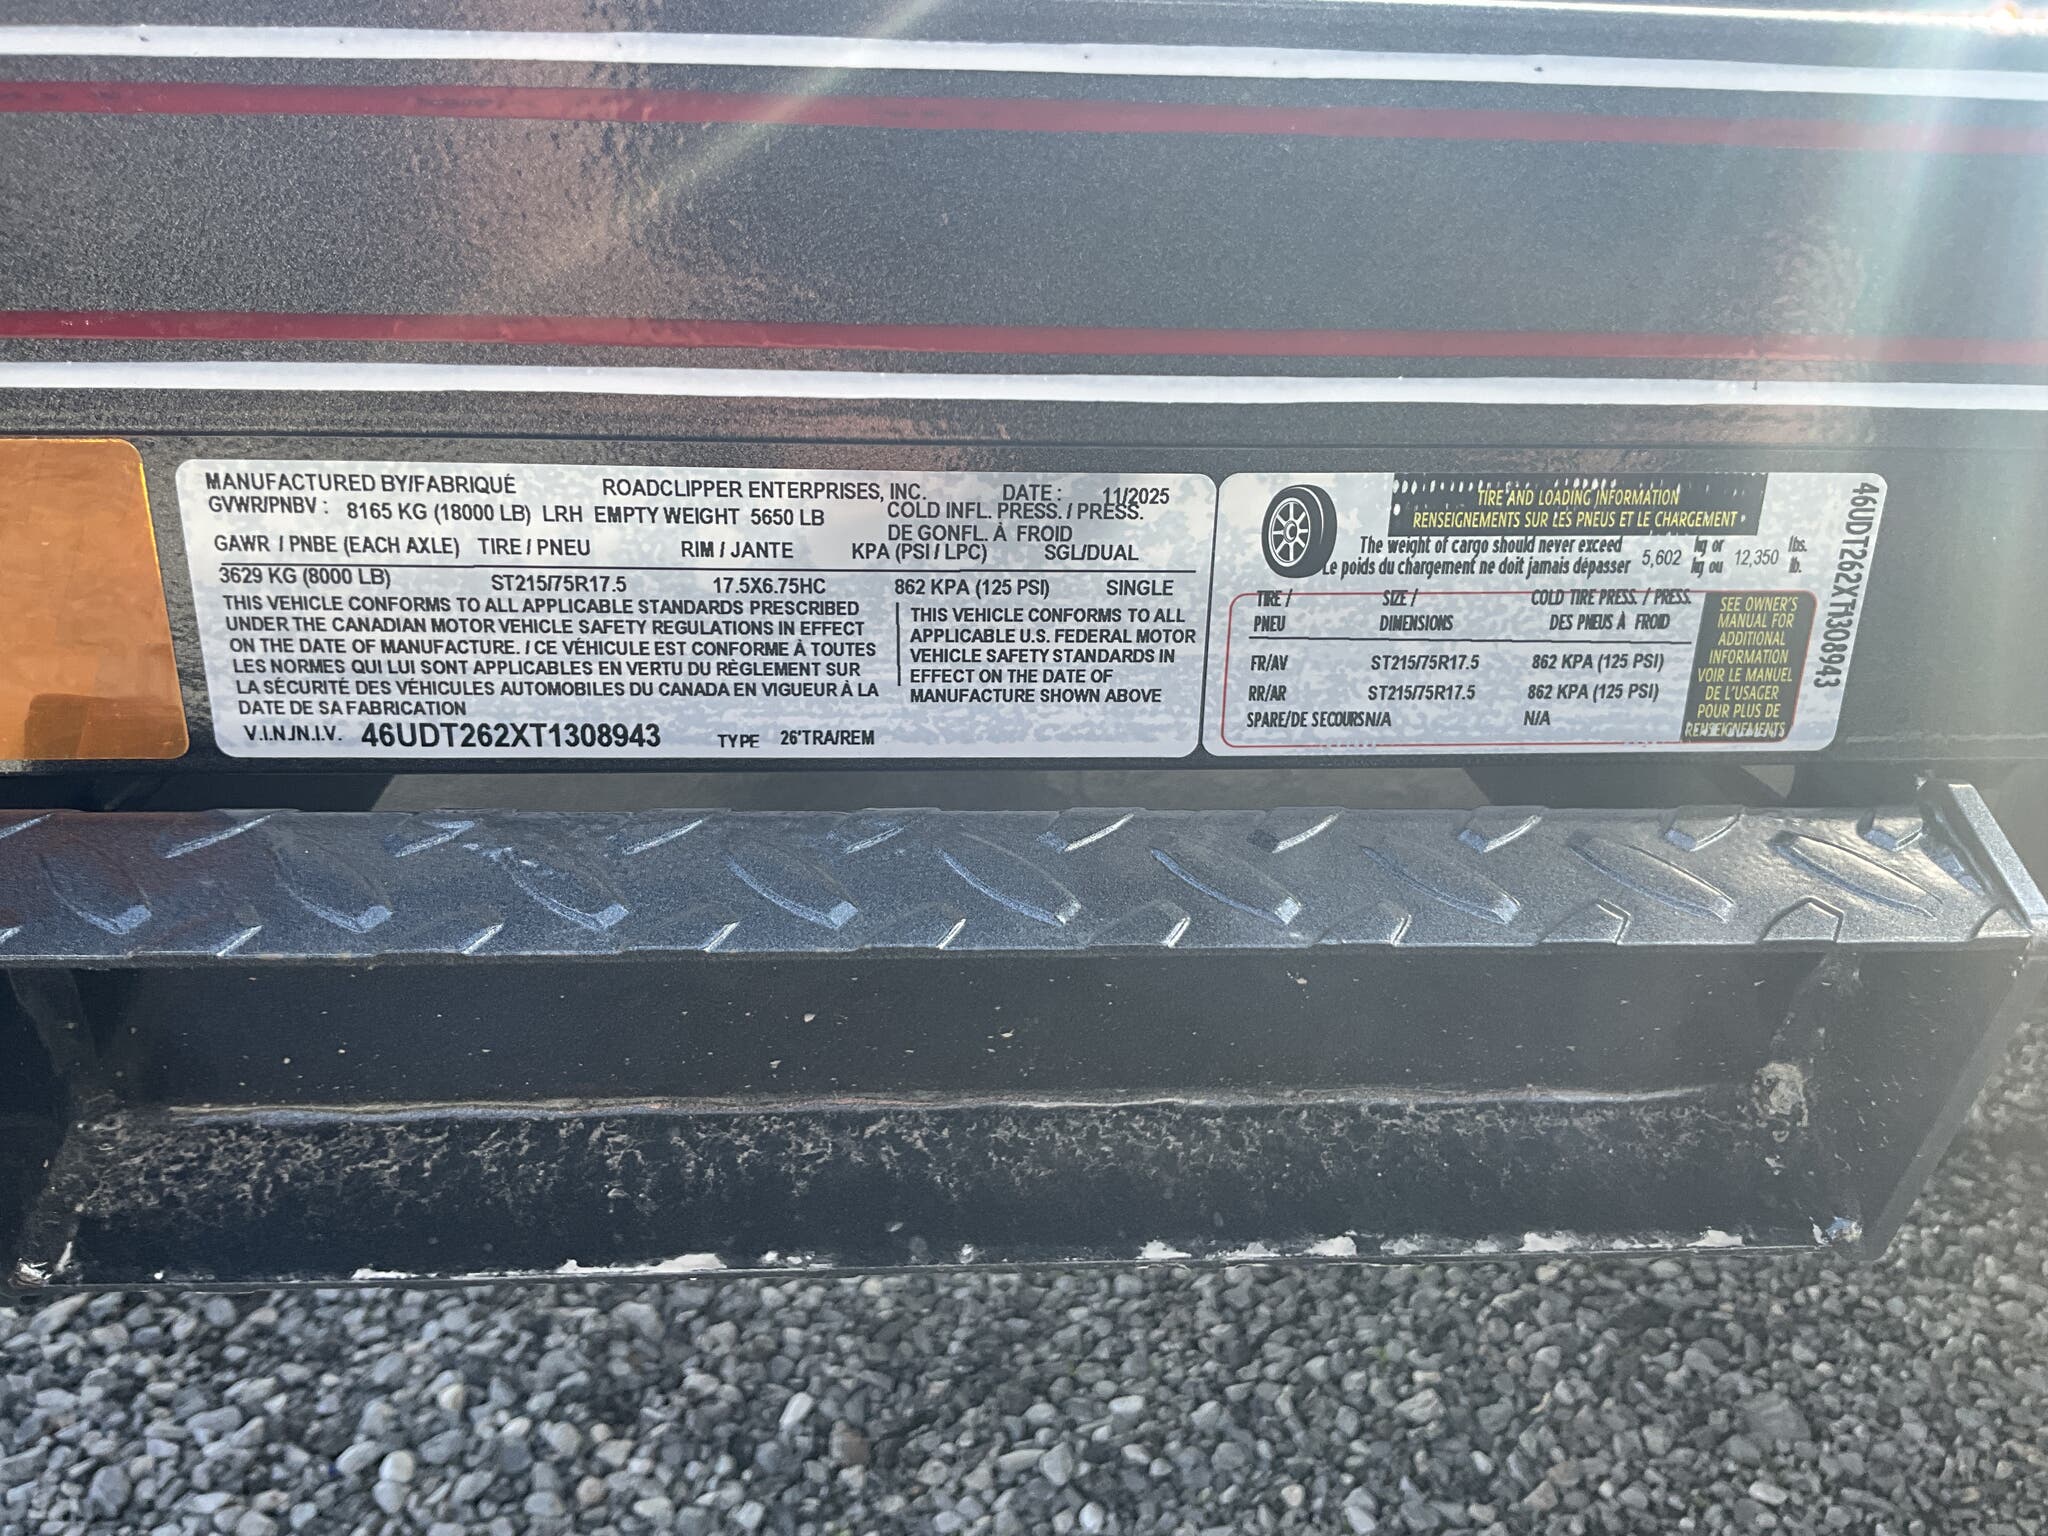 MANUFACTURED BY/FABRIQUÉ ROADCLIPPER ENTERPRISES, INC. DATE : 11/2025
GVWR/PNBV : 8165 KG (18000 LB) LRH EMPTY WEIGHT 5650 LB COLD INFL. PRESS. / PRESS.
DE GONFL. À FROID
GAWR / PNBE (EACH AXLE) TIRE / PNEU RIM / JANTE KPA (PSI / LPC) SGL/DUAL
3629 KG (8000 LB) ST215/75R17.5 17.5X6.75HC 862 KPA (125 PSI) SINGLE
THIS VEHICLE CONFORMS TO ALL APPLICABLE STANDARDS PRESCRIBED
UNDER THE CANADIAN MOTOR VEHICLE SAFETY REGULATIONS IN EFFECT
ON THE DATE OF MANUFACTURE. / CE VÉHICULE EST CONFORME À TOUTES
LES NORMES QUI LUI SONT APPLICABLES EN VERTU DU RÈGLEMENT SUR
LA SÉCURITÉ DES VÉHICULES AUTOMOBILES DU CANADA EN VIGUEUR À LA
DATE DE SA FABRICATION
THIS VEHICLE CONFORMS TO ALL
APPLICABLE U.S. FEDERAL MOTOR
VEHICLE SAFETY STANDARDS IN
EFFECT ON THE DATE OF
MANUFACTURE SHOWN ABOVE
V.I.N./N.I.V. 46UDT262XT1308943 TYPE 26'TRA/REM
TIRE AND LOADING INFORMATION
RENSEIGNEMENTS SUR LES PNEUS ET LE CHARGEMENT
The weight of cargo should never exceed 5,602 kg or 12,350 lbs.
Le poids du chargement ne doit jamais dépasser kg ou lb.
TIRE / SIZE / COLD TIRE PRESS. / PRESS.
PNEU DIMENSIONS DES PNEUS À FROID
FR/AV ST215/75R17.5 862 KPA (125 PSI)
RR/AR ST215/75R17.5 862 KPA (125 PSI)
SPARE/DE SECOURS N/A N/A
SEE OWNER'S
MANUAL FOR
ADDITIONAL
INFORMATION
VOIR LE MANUEL
DE L'USAGER
POUR PLUS DE
RENSEIGNEMENTS
46UDT262XT1308943